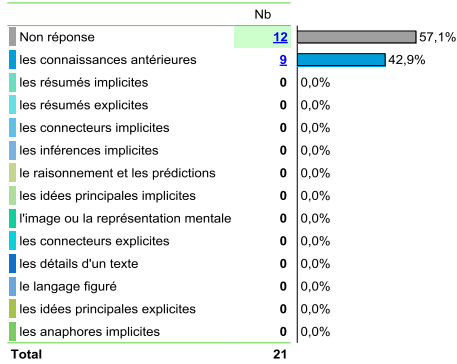 Nb
Non réponse 12 57,1%
les connaissances antérieures 9 42,9%
les résumés implicites 0 0,0%
les résumés explicites 0 0,0%
les connecteurs implicites 0 0,0%
les inférences implicites 0 0,0%
le raisonnement et les prédictions 0 0,0%
les idées principales implicites 0 0,0%
l'image ou la représentation mentale 0 0,0%
les connecteurs explicites 0 0,0%
les détails d'un texte 0 0,0%
le langage figuré 0 0,0%
les idées principales explicites 0 0,0%
les anaphores implicites 0 0,0%
Total 21